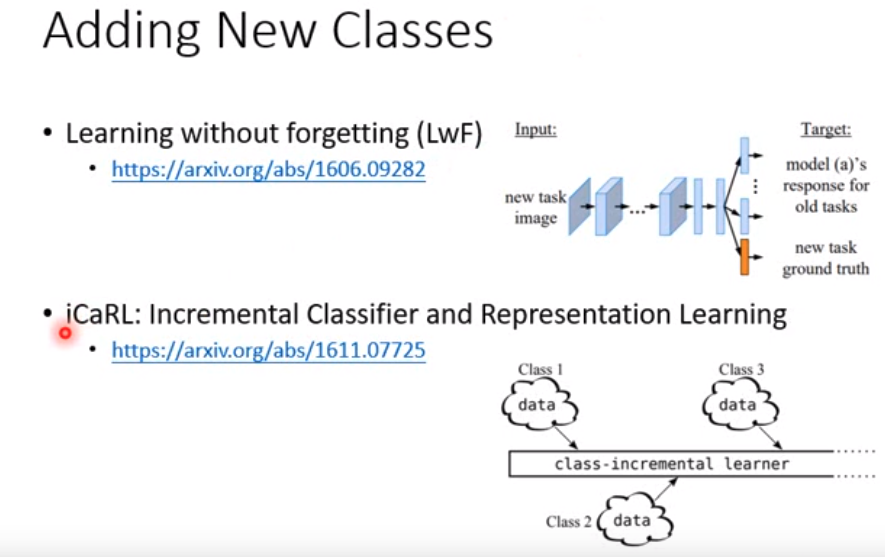 Adding New Classes
• Learning without forgetting (LwF)
• https://arxiv.org/abs/1606.09282
Input:
Target:
new task
image
...
model (a)'s
response for
old tasks
new task
ground truth
• iCaRL: Incremental Classifier and Representation Learning
• https://arxiv.org/abs/1611.07725
Class 1
data
Class 3
data
class-incremental learner
Class 2
data